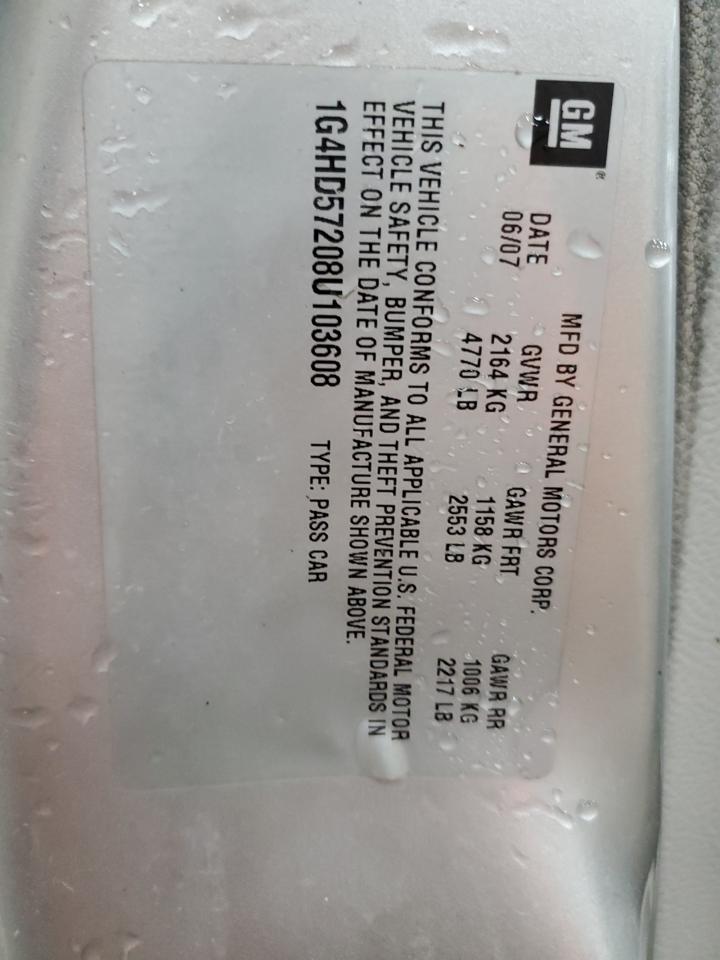 GM®
MFD BY GENERAL MOTORS CORP.
DATE GVWR GAWR FRT GAWR RR
06/07 2164 KG 1158 KG 1006 KG
4770 LB 2553 LB 2217 LB
THIS VEHICLE CONFORMS TO ALL APPLICABLE U.S. FEDERAL MOTOR
VEHICLE SAFETY, BUMPER, AND THEFT PREVENTION STANDARDS IN
EFFECT ON THE DATE OF MANUFACTURE SHOWN ABOVE.
1G4HD57208U103608 TYPE: PASS CAR